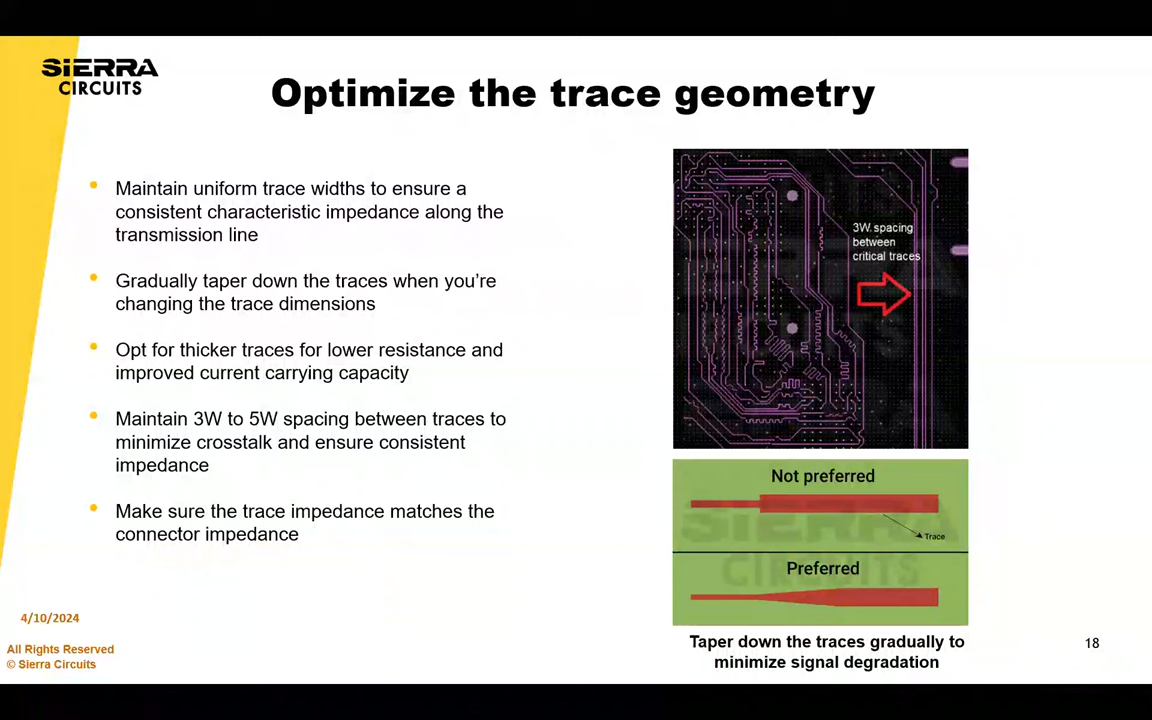 SIERRA
CIRCUITS
Optimize the trace geometry
Maintain uniform trace widths to ensure a
consistent characteristic impedance along the
transmission line
Gradually taper down the traces when you’re
changing the trace dimensions
Opt for thicker traces for lower resistance and
improved current carrying capacity
Maintain 3W to 5W spacing between traces to
minimize crosstalk and ensure consistent
impedance
Make sure the trace impedance matches the
connector impedance
3W. spacing
between
critical traces
Not preferred
SIERRA
Trace
CIRCUITS
Preferred
Taper down the traces gradually to
minimize signal degradation
4/10/2024
All Rights Reserved
© Sierra Circuits
18